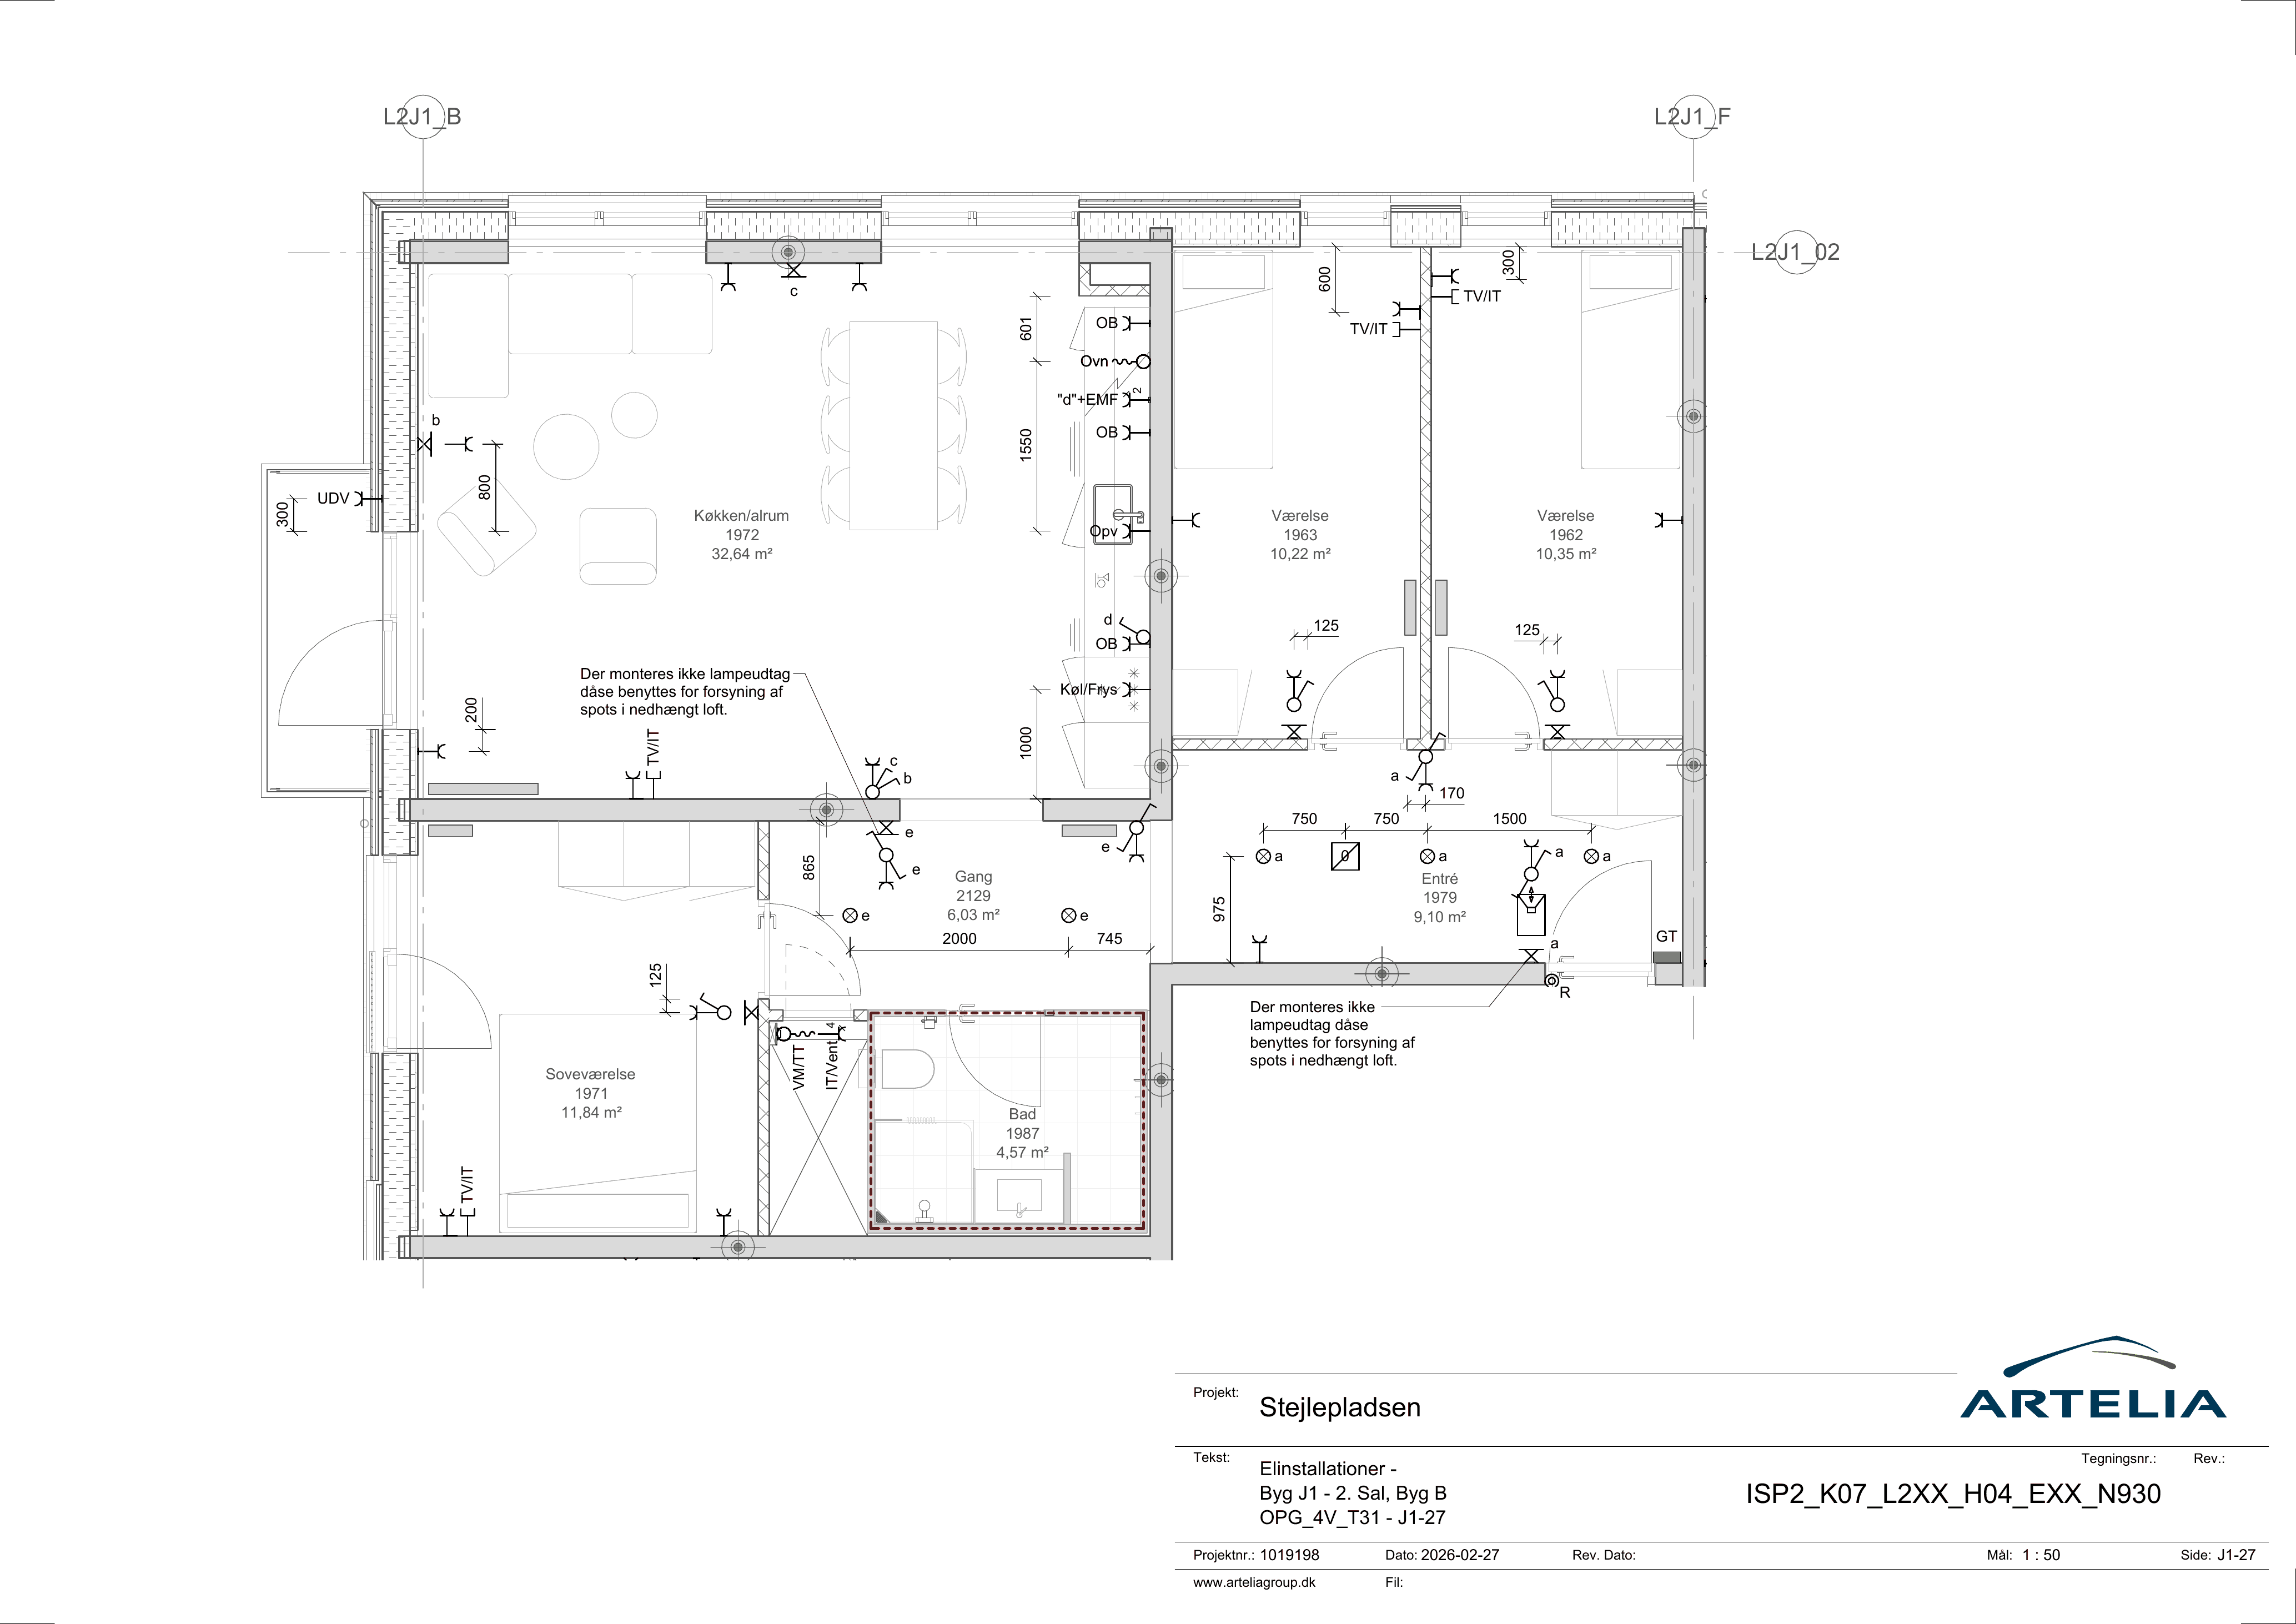 L2J1_B
L2J1_F
L2J1_02
c
600
300
TV/IT
TV/IT
601
OB
Ovn
"d"+EMF
2
OB
1550
b
800
UDV
300
Køkken/alrum
1972
32,64 m²
Opv
Værelse
1963
10,22 m²
Værelse
1962
10,35 m²
d
OB
125
125
Der monteres ikke lampeudtag
dåse benyttes for forsyning af
spots i nedhængt loft.
Køl/Frys
200
TV/IT
1000
c
b
a
170
750
750
1500
e
e
e
865
a
0
a
a
a
Gang
2129
6,03 m²
Entré
1979
9,10 m²
e
e
975
2000
745
GT
a
R
125
Der monteres ikke
lampeudtag dåse
benyttes for forsyning af
spots i nedhængt loft.
4
VM/TT
IT/Vent
Soveværelse
1971
11,84 m²
Bad
1987
4,57 m²
TV/IT
Projekt:
Stejlepladsen
ARTELIA
Tekst:
Elinstallationer -
Byg J1 - 2. Sal, Byg B
OPG_4V_T31 - J1-27
Tegningsnr.:
Rev.:
ISP2_K07_L2XX_H04_EXX_N930
Projektnr.: 1019198
Dato: 2026-02-27
Rev. Dato:
Mål: 1 : 50
Side: J1-27
www.arteliagroup.dk
Fil: